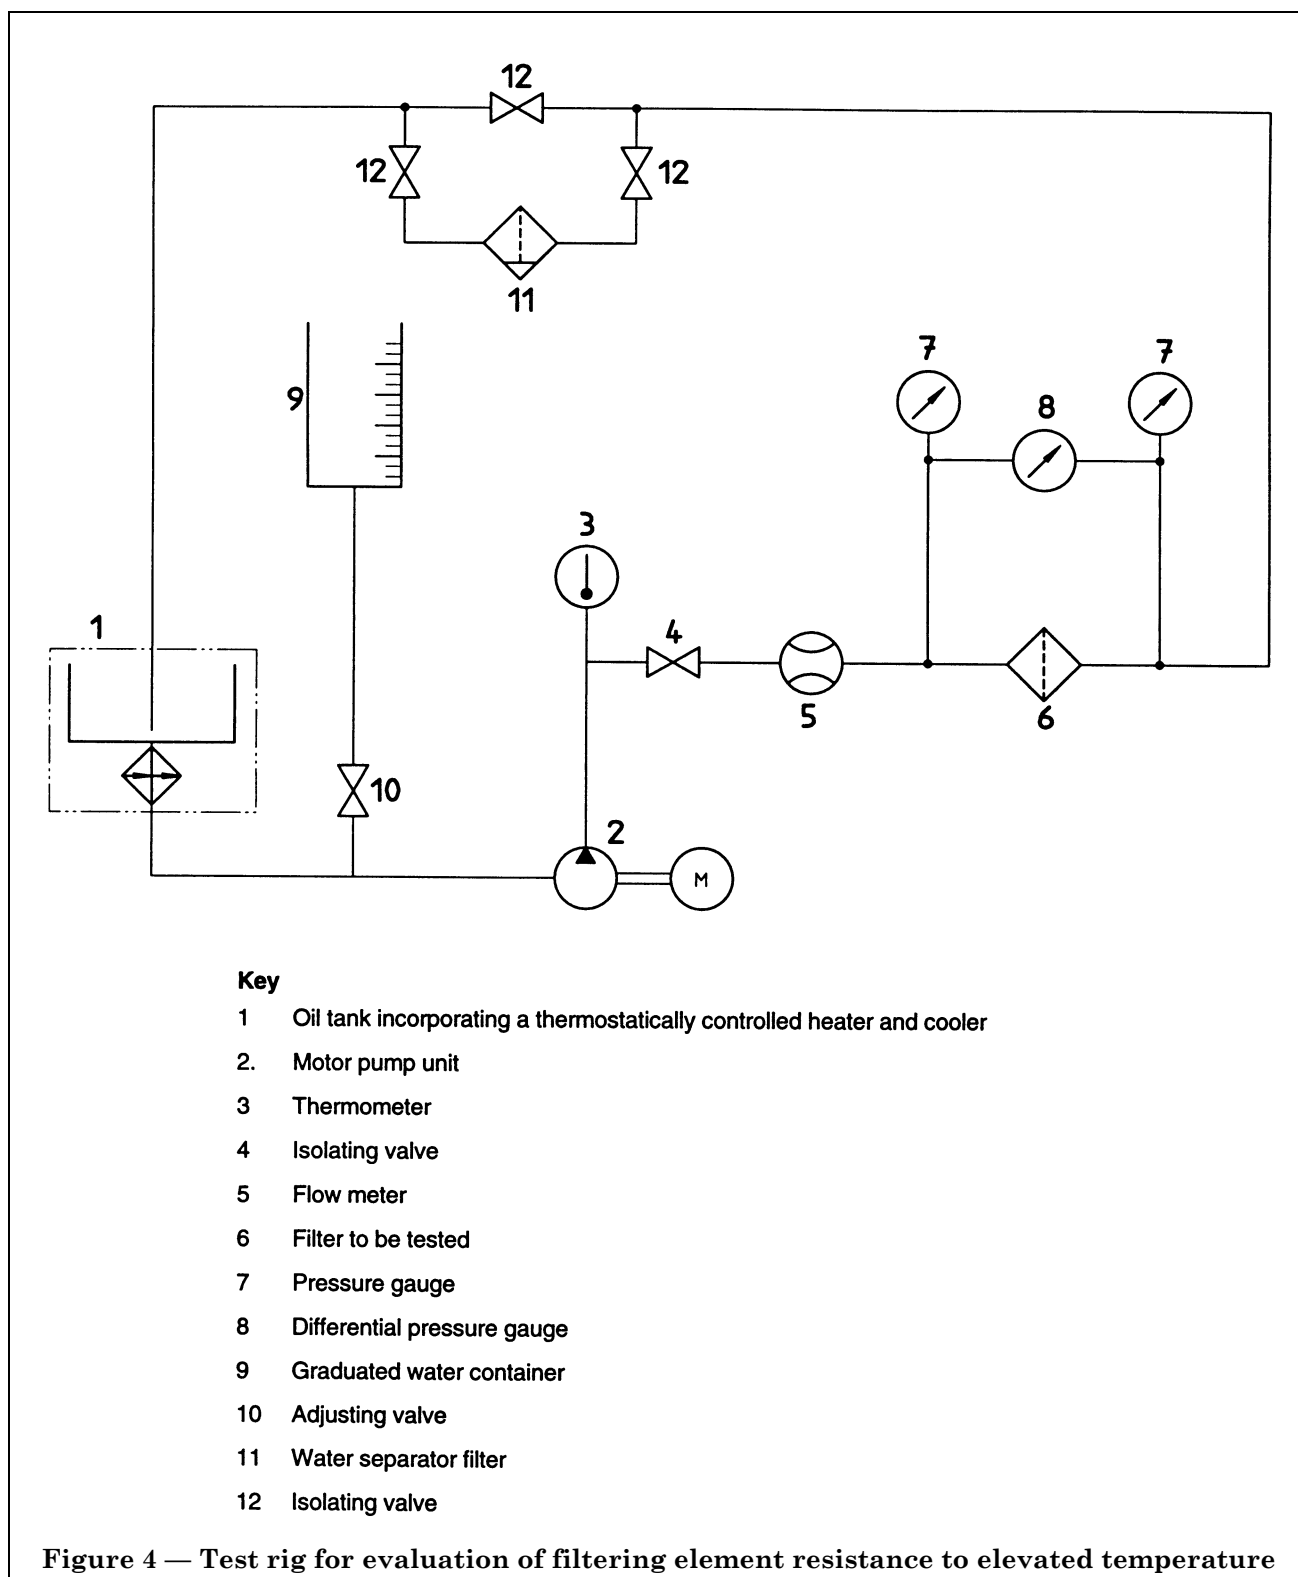 12
12
12
11
9
7
7
8
3
1
4
5
6
10
2
M
Key
1 Oil tank incorporating a thermostatically controlled heater and cooler
2. Motor pump unit
3 Thermometer
4 Isolating valve
5 Flow meter
6 Filter to be tested
7 Pressure gauge
8 Differential pressure gauge
9 Graduated water container
10 Adjusting valve
11 Water separator filter
12 Isolating valve
Figure 4 — Test rig for evaluation of filtering element resistance to elevated temperature